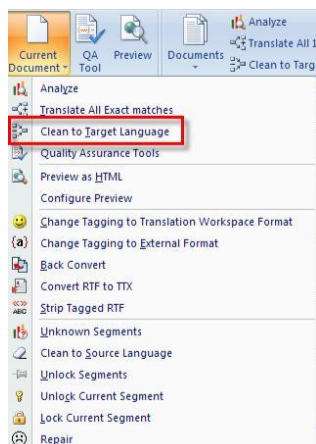 Current Document
QA Tool
Preview
Documents
Analyze
Translate All
Clean to Targ
Analyze
Translate All Exact matches
Clean to Target Language
Quality Assurance Tools
Preview as HTML
Configure Preview
Change Tagging to Translation Workspace Format
{a} Change Tagging to External Format
Back Convert
Convert RTF to TTX
ABC Strip Tagged RTF
Unknown Segments
Clean to Source Language
Unlock Segments
Unlock Current Segment
Lock Current Segment
Repair